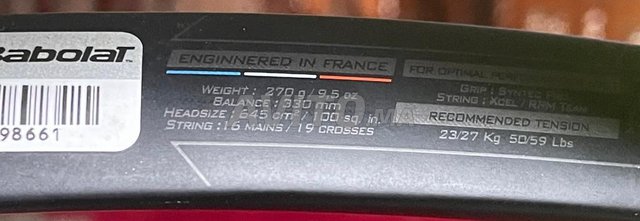 BaboLaT
98661
ENGINNERED IN FRANCE
WEIGHT : 270 g / 9,5 oz
BALANCE : 330 mm
HEADSIZE : 645 cm² / 100 sq. in.
STRING : 16 MAINS / 19 CROSSES
FOR OPTIMAL
GRIP : SYNTEC
STRING : XCEL / RPM TEAM
RECOMMENDED TENSION
23/27 Kg 50/59 Lbs